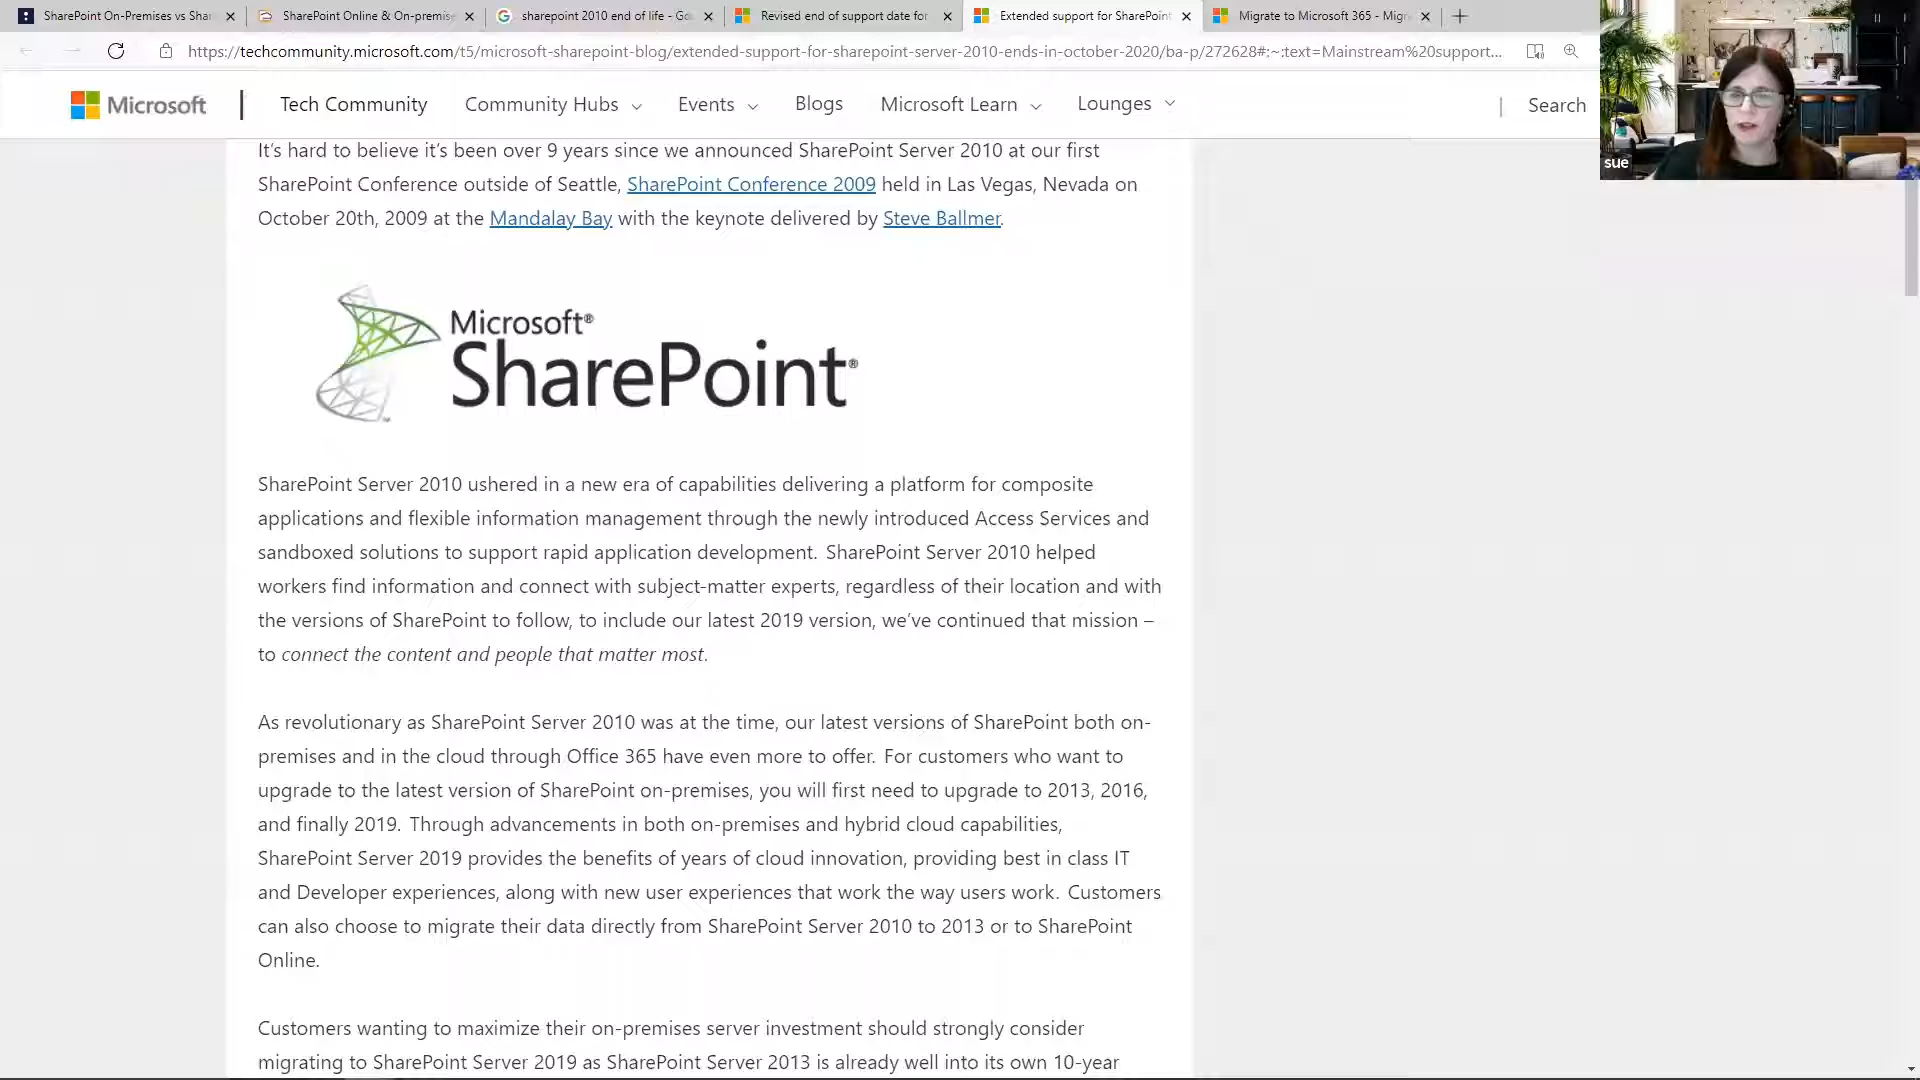 SharePoint On-Premises vs Shar
SharePoint Online & On-premise
sharepoint 2010 end of life - Go
Revised end of support date for
Extended support for SharePoint
Migrate to Microsoft 365 - Migr
https://techcommunity.microsoft.com/t5/microsoft-sharepoint-blog/extended-support-for-sharepoint-server-2010-ends-in-october-2020/ba-p/272628#:~:text=Mainstream%20support...
Microsoft
Tech Community
Community Hubs
Events
Blogs
Microsoft Learn
Lounges
Search
sue
It's hard to believe it's been over 9 years since we announced SharePoint Server 2010 at our first
SharePoint Conference outside of Seattle, SharePoint Conference 2009 held in Las Vegas, Nevada on
October 20th, 2009 at the Mandalay Bay with the keynote delivered by Steve Ballmer.
Microsoft®
SharePoint®
SharePoint Server 2010 ushered in a new era of capabilities delivering a platform for composite
applications and flexible information management through the newly introduced Access Services and
sandboxed solutions to support rapid application development. SharePoint Server 2010 helped
workers find information and connect with subject-matter experts, regardless of their location and with
the versions of SharePoint to follow, to include our latest 2019 version, we've continued that mission –
to connect the content and people that matter most.
As revolutionary as SharePoint Server 2010 was at the time, our latest versions of SharePoint both on-
premises and in the cloud through Office 365 have even more to offer. For customers who want to
upgrade to the latest version of SharePoint on-premises, you will first need to upgrade to 2013, 2016,
and finally 2019. Through advancements in both on-premises and hybrid cloud capabilities,
SharePoint Server 2019 provides the benefits of years of cloud innovation, providing best in class IT
and Developer experiences, along with new user experiences that work the way users work. Customers
can also choose to migrate their data directly from SharePoint Server 2010 to 2013 or to SharePoint
Online.
Customers wanting to maximize their on-premises server investment should strongly consider
migrating to SharePoint Server 2019 as SharePoint Server 2013 is already well into its own 10-year